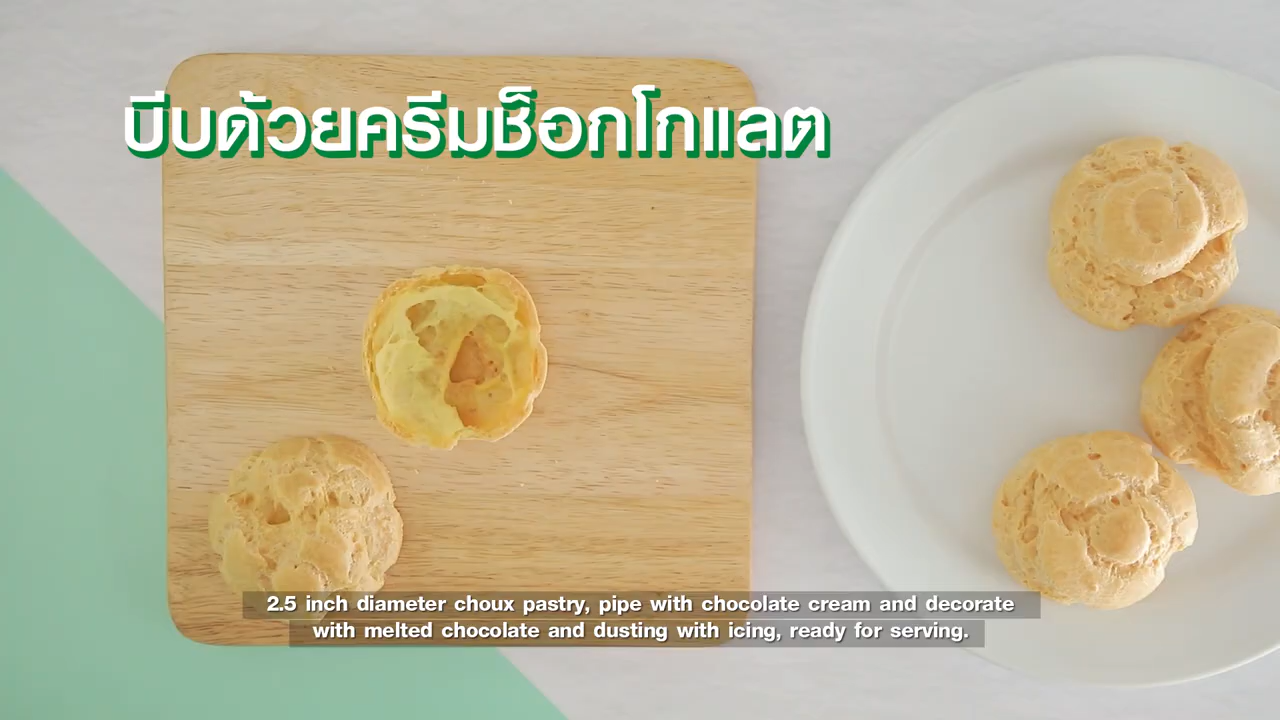 บีบด้วยครีมช็อกโกแลต
2.5 inch diameter choux pastry, pipe with chocolate cream and decorate
with melted chocolate and dusting with icing, ready for serving.